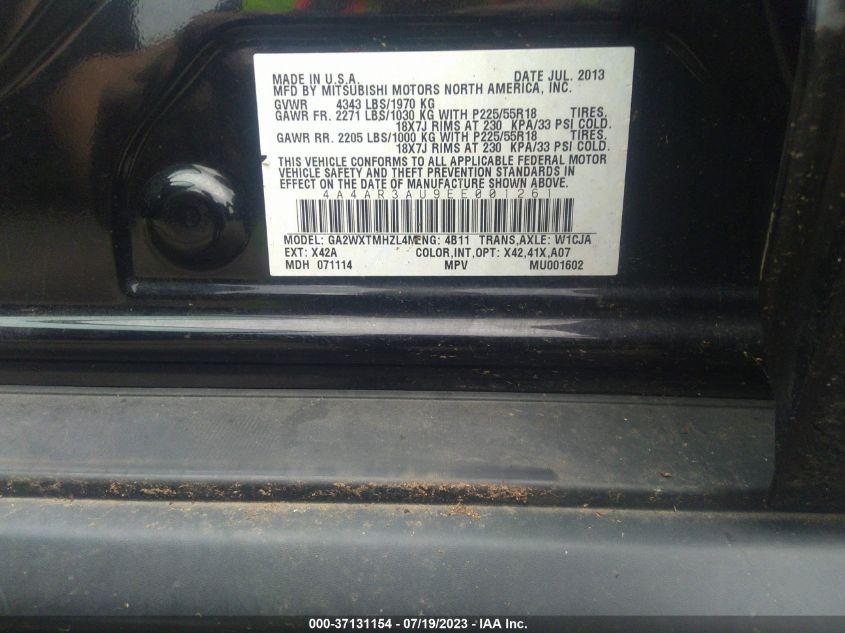 MADE IN U.S.A. DATE JUL. 2013
MFD BY MITSUBISHI MOTORS NORTH AMERICA, INC.
GVWR 4343 LBS/1970 KG
GAWR FR. 2271 LBS/1030 KG WITH P225/55R18 TIRES,
18X7J RIMS AT 230 KPA/33 PSI COLD.
GAWR RR. 2205 LBS/1000 KG WITH P225/55R18 TIRES,
18X7J RIMS AT 230 KPA/33 PSI COLD.
THIS VEHICLE CONFORMS TO ALL APPLICABLE FEDERAL MOTOR
VEHICLE SAFETY AND THEFT PREVENTION STANDARDS IN
EFFECT ON THE DATE OF MANUFACTURE SHOWN ABOVE.
4A4AR3AU9EE001261
MODEL: GA2WXTMHZL4M ENG: 4B11 TRANS,AXLE: W1CJA
EXT: X42A COLOR,INT,OPT: X42,41X,A07
MDH 071114 MPV MU001602
000-37131154 - 07/19/2023 - IAA Inc.